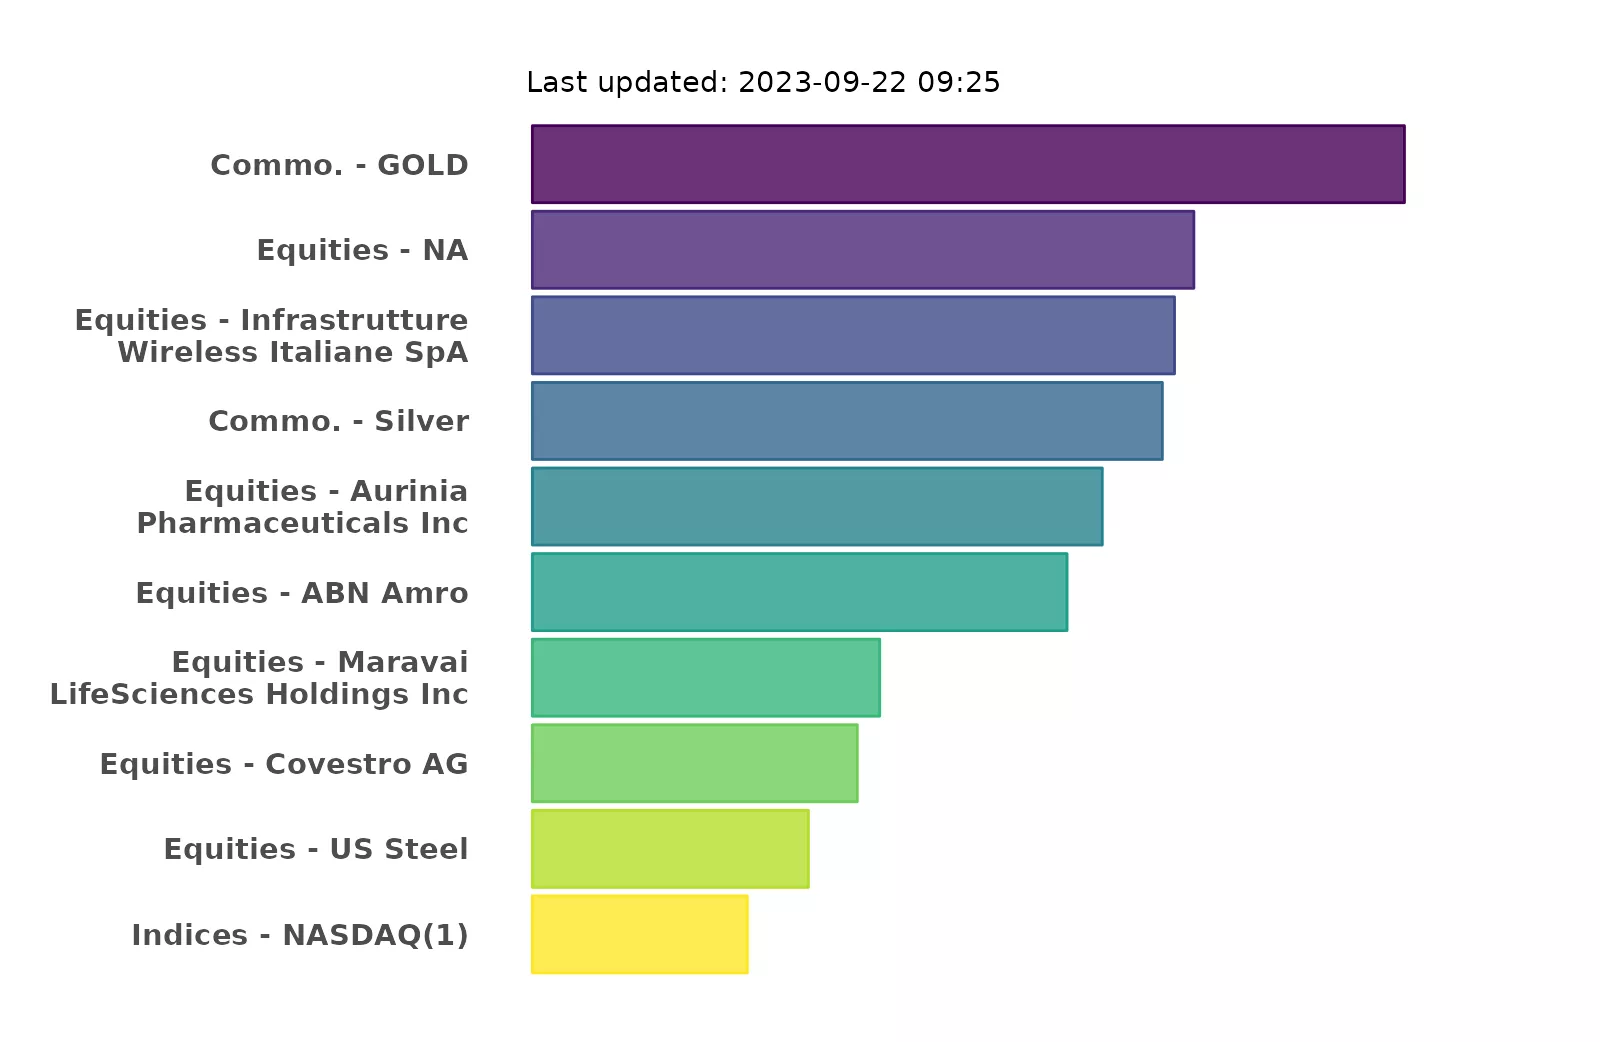 Last updated: 2023-09-22 09:25
Commo. - GOLD
Equities - NA
Equities - Infrastrutture
Wireless Italiane SpA
Commo. - Silver
Equities - Aurinia
Pharmaceuticals Inc
Equities - ABN Amro
Equities - Maravai
LifeSciences Holdings Inc
Equities - Covestro AG
Equities - US Steel
Indices - NASDAQ(1)